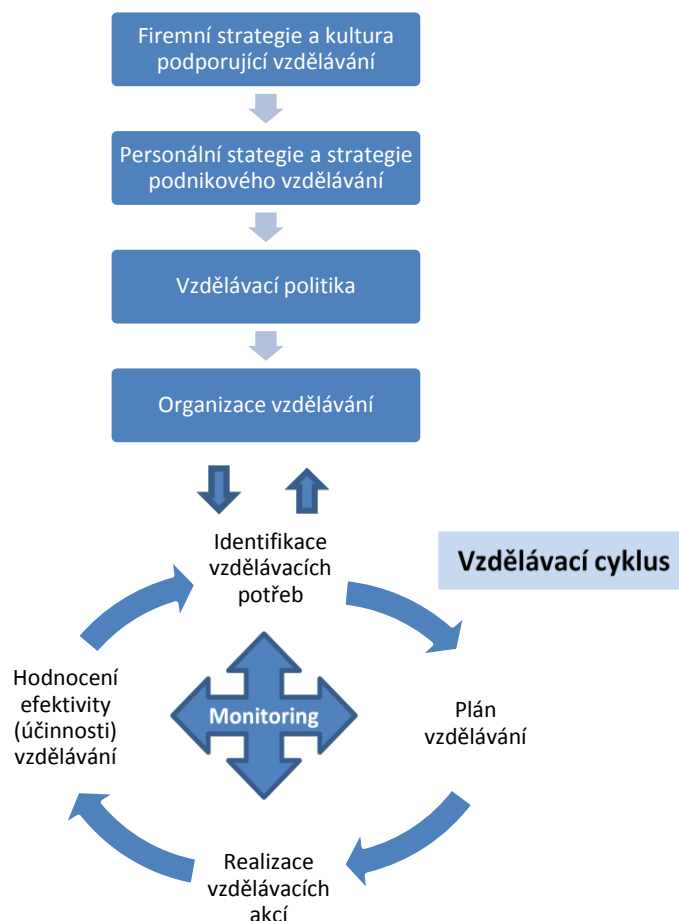 Firemní strategie a kultura
podporující vzdělávání
Personální stategie a strategie
podnikového vzdělávání
Vzdělávací politika
Organizace vzdělávání
Identifikace
vzdělávacích
potřeb
Vzdělávací cyklus
Hodnocení
efektivity
(účinnosti)
vzdělávání
Monitoring
Plán
vzdělávání
Realizace
vzdělávacích
akcí